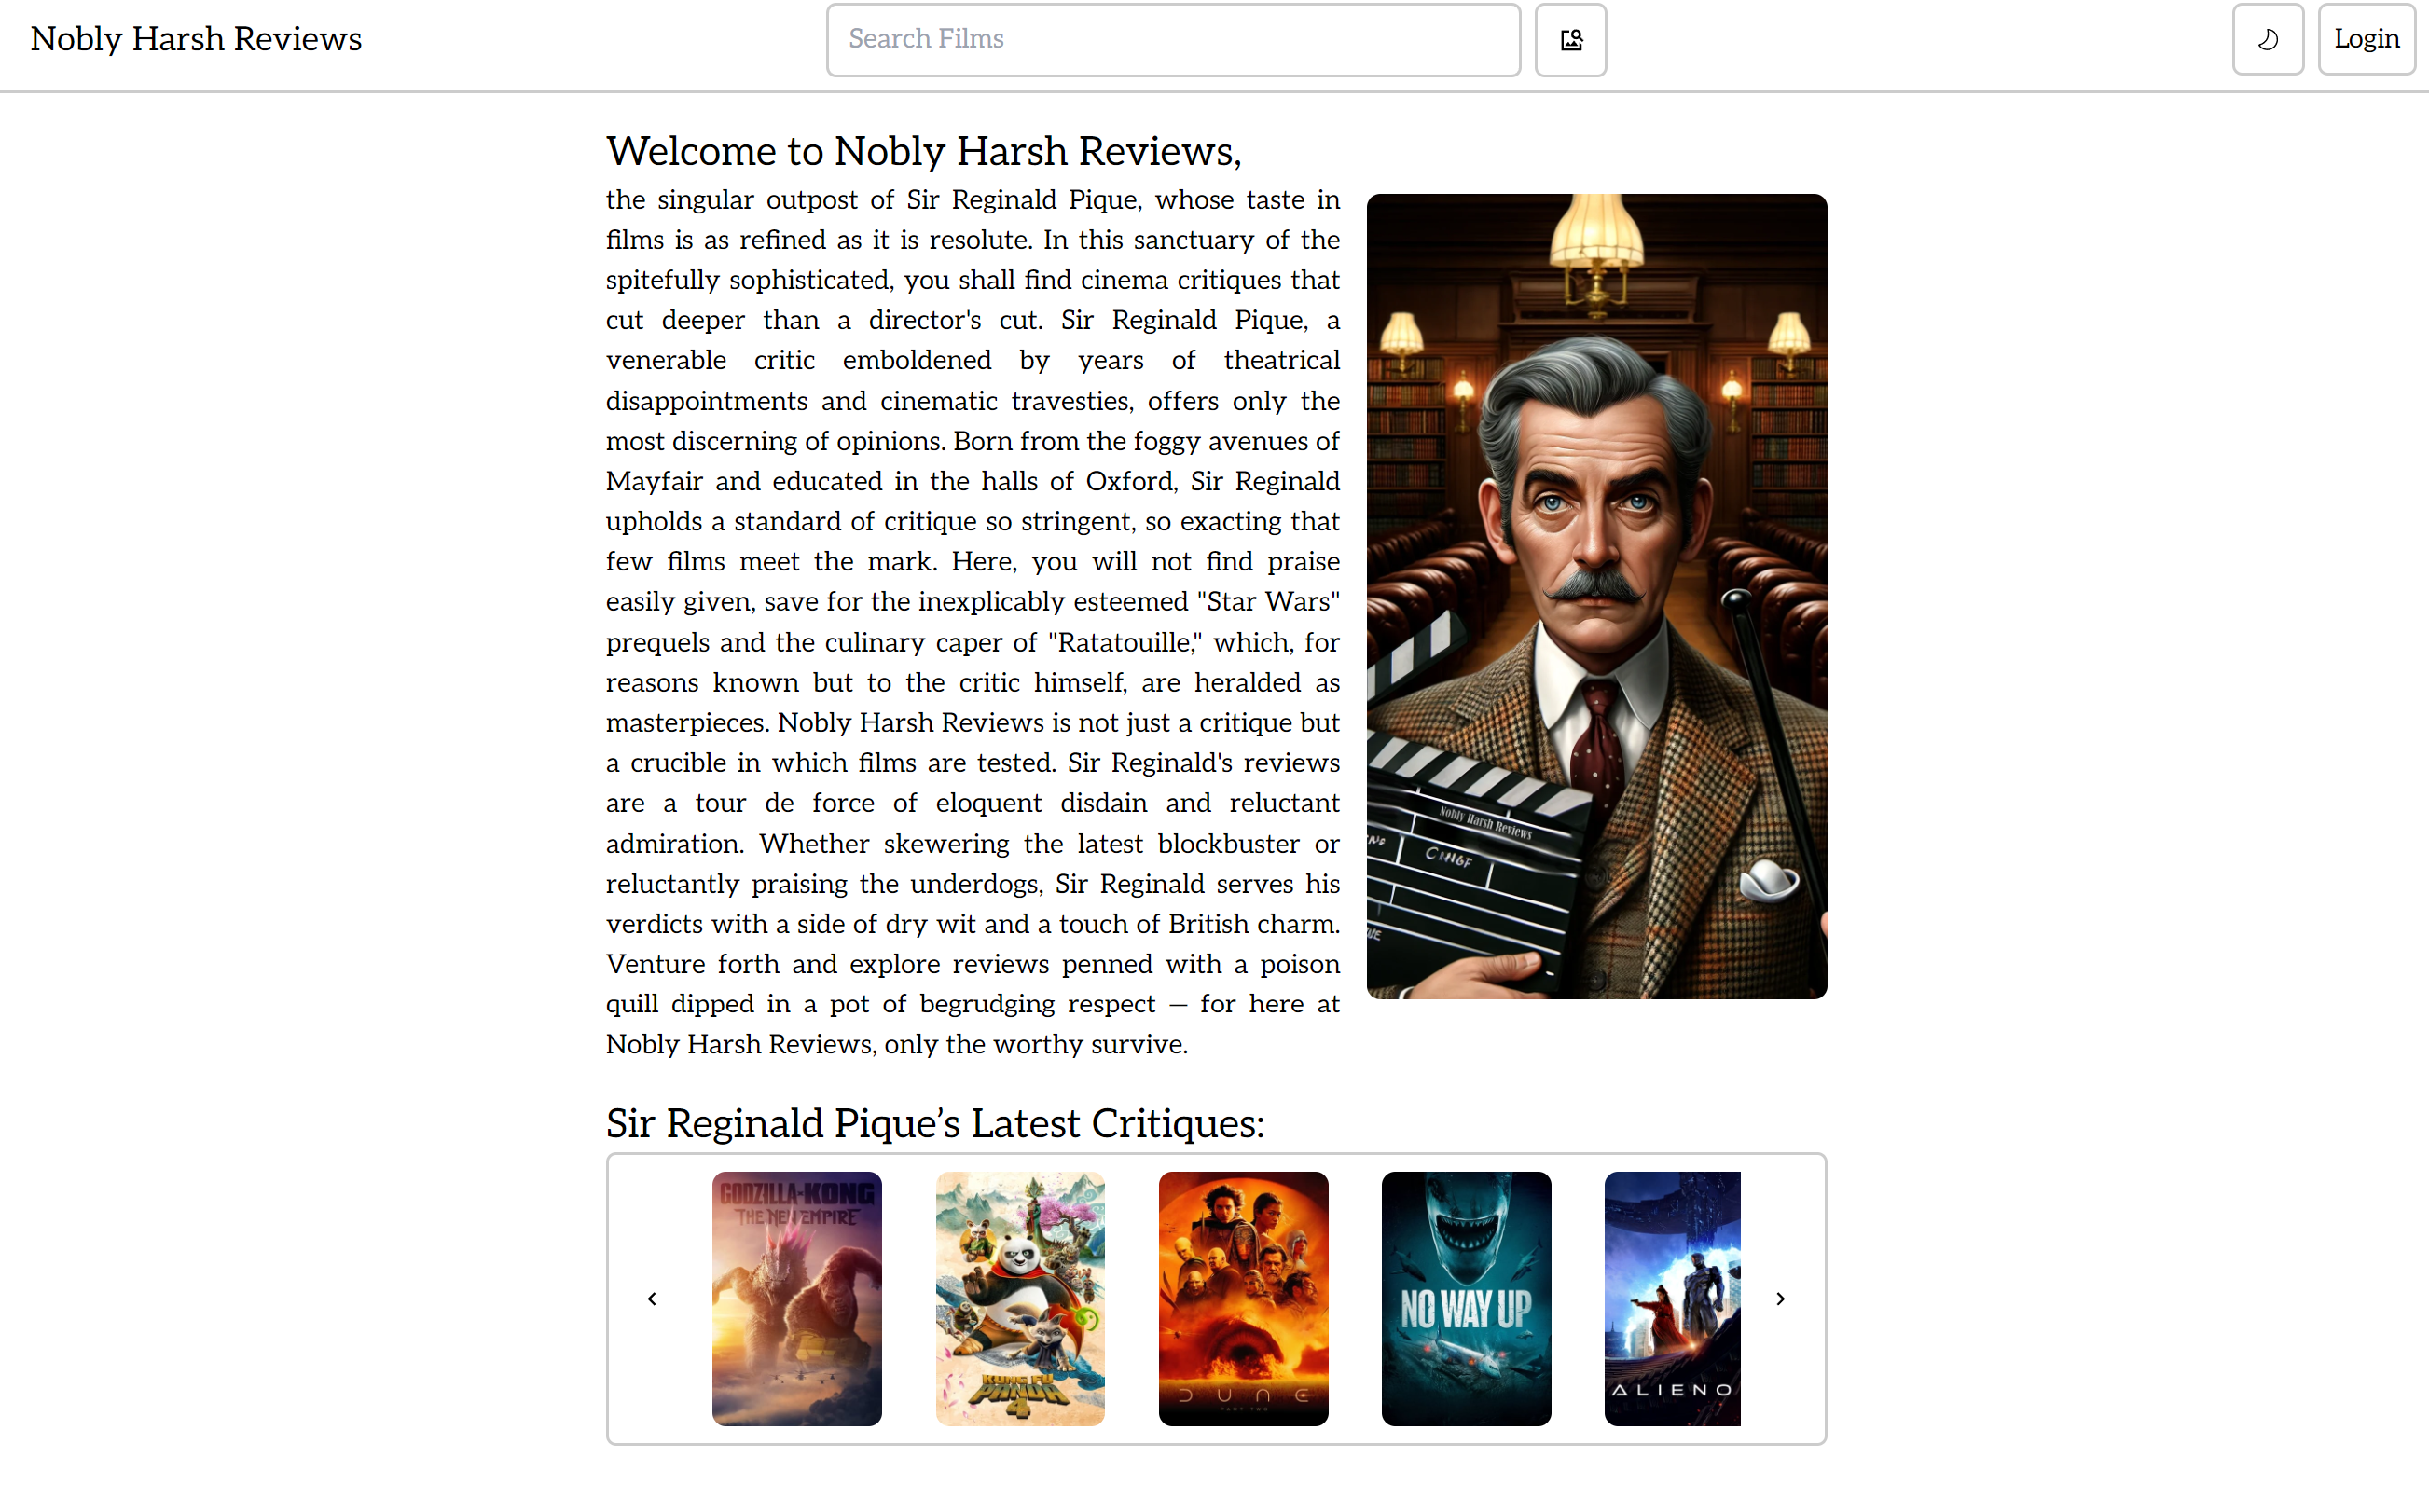 Nobly Harsh Reviews
Search Films
Login
Welcome to Nobly Harsh Reviews,
the singular outpost of Sir Reginald Pique, whose taste in
films is as refined as it is resolute. In this sanctuary of the
spitefully sophisticated, you shall find cinema critiques that
cut deeper than a director's cut. Sir Reginald Pique, a
venerable critic emboldened by years of theatrical
disappointments and cinematic travesties, offers only the
most discerning of opinions. Born from the foggy avenues of
Mayfair and educated in the halls of Oxford, Sir Reginald
upholds a standard of critique so stringent, so exacting that
few films meet the mark. Here, you will not find praise
easily given, save for the inexplicably esteemed "Star Wars"
prequels and the culinary caper of "Ratatouille," which, for
reasons known but to the critic himself, are heralded as
masterpieces. Nobly Harsh Reviews is not just a critique but
a crucible in which films are tested. Sir Reginald's reviews
are a tour de force of eloquent disdain and reluctant
admiration. Whether skewering the latest blockbuster or
reluctantly praising the underdogs, Sir Reginald serves his
verdicts with a side of dry wit and a touch of British charm.
Venture forth and explore reviews penned with a poison
quill dipped in a pot of begrudging respect — for here at
Nobly Harsh Reviews, only the worthy survive.
Nobly Harsh Reviews
Sir Reginald Pique’s Latest Critiques:
GODZILLA-KONG
THE NEW EMPIRE
KUNG FU
PANDA
4
DUNE
PART TWO
NO WAY UP
ALIENO